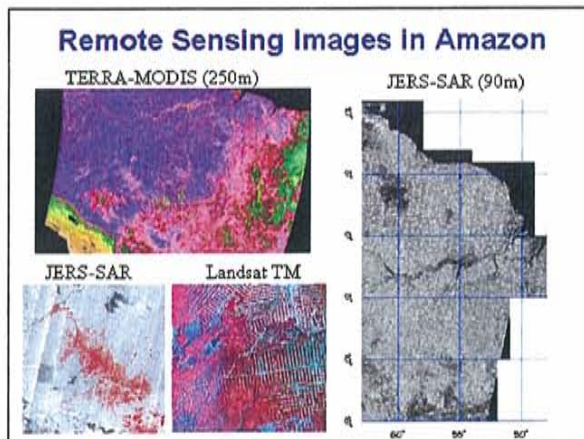 Remote Sensing Images in Amazon
TERRA-MODIS (250m)
JERS-SAR (90m)
JERS-SAR
Landsat TM
60°
55°
50°